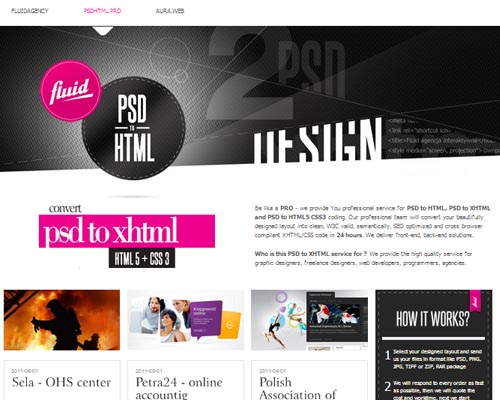 FLUIDAGENCY PSDHTML.PRO AURA.WEB
2 PSD
fluid
PSD
TO
HTML
DESIGN
<meta
<link rel="shortcut ico
<title>Fluid agencja interaktywna</
<style media="screen, projection">
convert
psd to xhtml
HTML 5 + CSS 3
Be like a PRO - we provide You professional service for PSD to HTML, PSD to XHTML
and PSD to HTML5 CSS3 coding. Our professional team will convert your beautifully
designed layout into clean, W3C valid, semantically, SEO optimized and cross browser
compliant XHTML/CSS code in 24 hours. We deliver front-end, back-end solutions.
Who is this PSD to XHTML service for ? We provide the high quality service for
graphic designers, freelance designers, web developers, programmers, agencies.
2011-09-01
Sela - OHS center
2011-09-01
Petra24 - online
accountig
2011-08-01
Polish
Association of
fluid
HOW IT WORKS?
1 Select your designed layout and send
us your files in format like PSD, PNG,
JPG, TIFF or ZIP, RAR package
2 We will respond to every order as fast
as possible, then we will quote the
cost and worktime, next we start